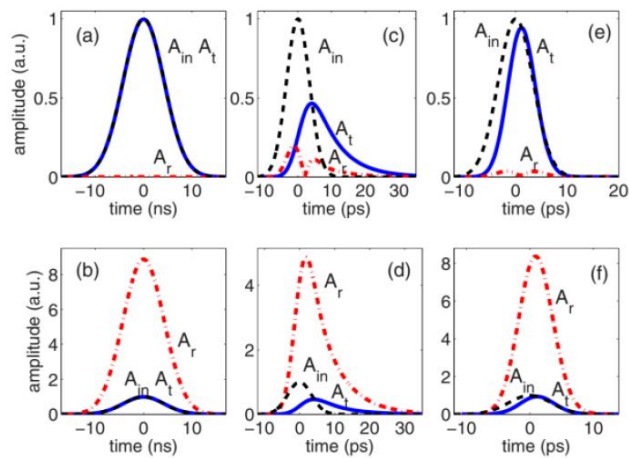 (a) A_in A_t
A_r
amplitude (a.u.)
1
0.5
0
−10 0 10
time (ns)
(c) A_in
A_t
A_r
1
0.5
0
−10 0 10 20 30
time (ps)
(e) A_in
A_t
A_r
1
0.5
0
−10 0 10 20
time (ps)
(b)
A_r
A_in A_t
amplitude (a.u.)
8
6
4
2
0
−10 0 10
time (ns)
(d)
A_r
A_in
A_t
4
2
0
−10 0 10 20 30
time (ps)
(f)
A_r
A_in
A_t
8
6
4
2
0
−10 0 10
time (ps)